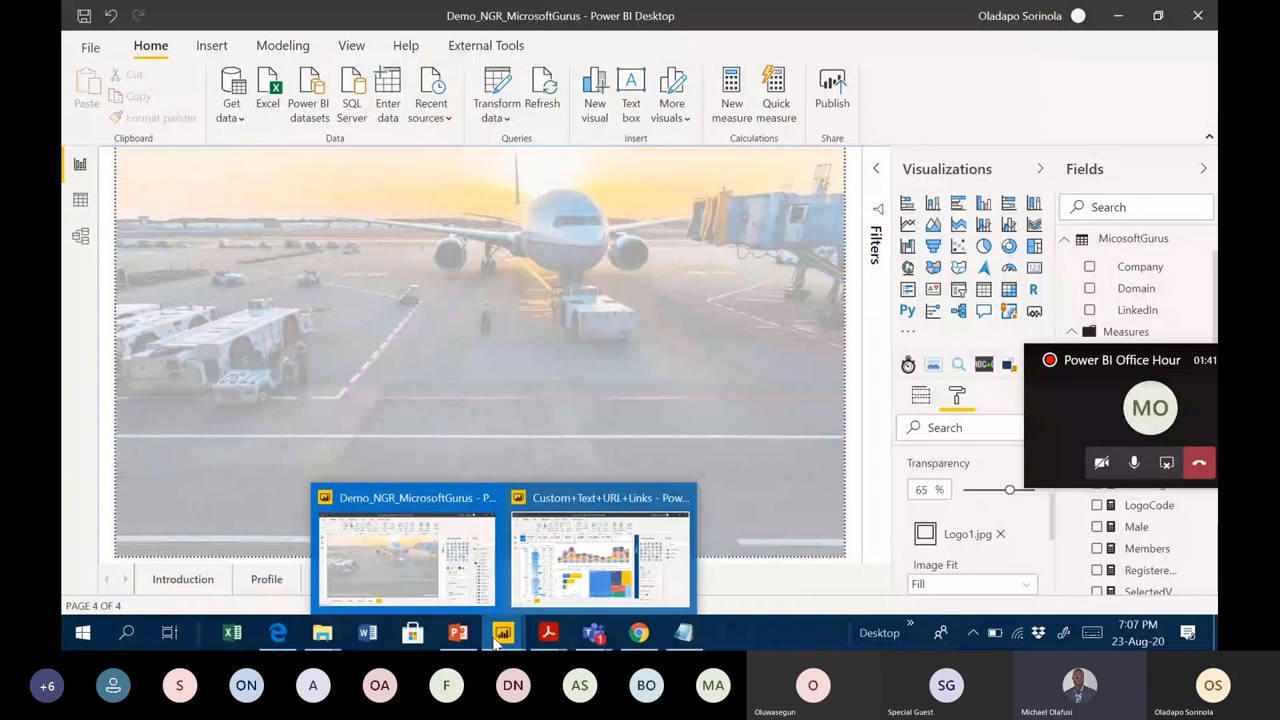 Demo_NGR_MicrosoftGurus - Power BI Desktop
Oladapo Sorinola
File Home Insert Modeling View Help External Tools
Paste
Cut
Copy
Format painter
Clipboard
Get data
Excel
Power BI datasets
SQL Server
Enter data
Recent sources
Data
Transform data
Refresh
Queries
New visual
Text box
More visuals
Insert
New measure
Quick measure
Calculations
Publish
Share
Filters
Visualizations
R
Py
...
ABC
Search
Transparency
65 %
Logo1.jpg
Image Fit
Fill
Fields
Search
MicosoftGurus
Company
Domain
LinkedIn
Measures
LogoCode
Male
Members
Registere...
SelectedV
Power BI Office Hour 01:41
MO
Demo_NGR_MicrosoftGurus - P...
Custom+Text+URL+Links - Pow...
Introduction Profile
PAGE 4 OF 4
Desktop
7:07 PM
23-Aug-20
+6 S ON A OA F DN AS BO MA O SG OS
Oluwasegun Special Guest Michael Olafusi Oladapo Sorinola